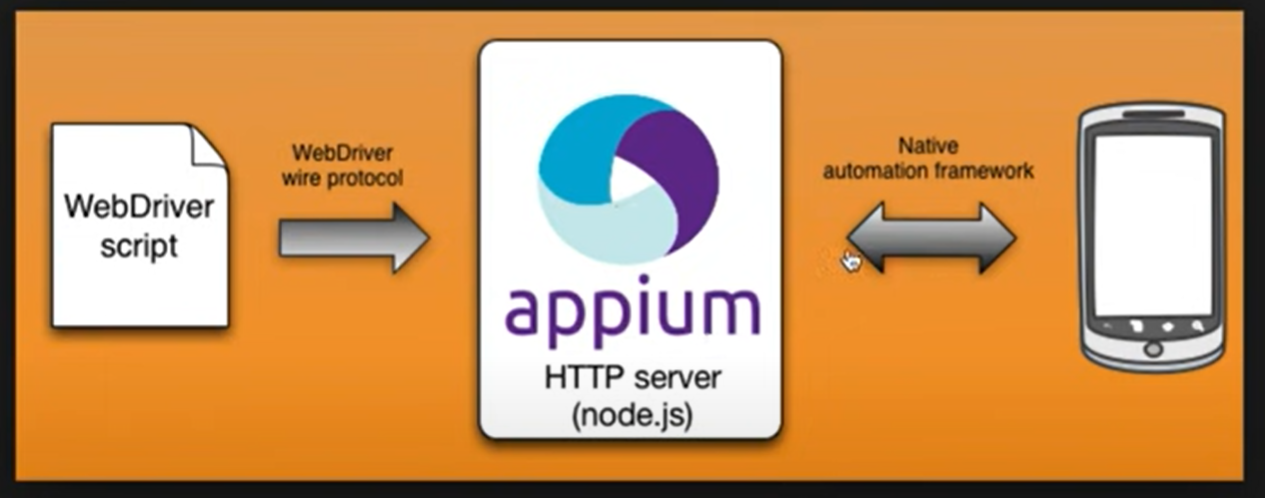 WebDriver
script
WebDriver
wire protocol
appium
HTTP server
(node.js)
Native
automation framework